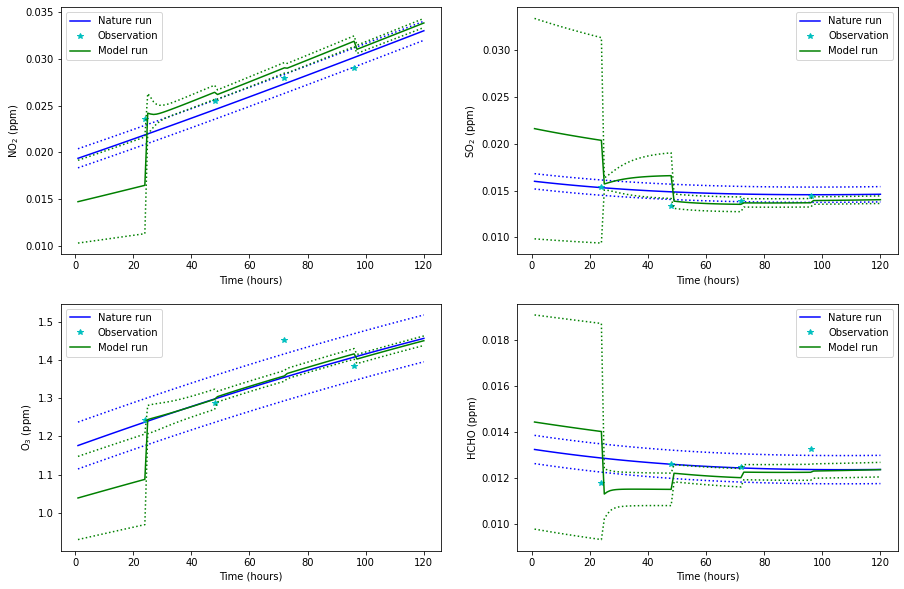 0.035
0.030
0.025
0.020
0.015
0.010
NO₂ (ppm)
Nature run
Observation
Model run
0 20 40 60 80 100 120
Time (hours)
0.030
0.025
0.020
0.015
0.010
SO₂ (ppm)
Nature run
Observation
Model run
0 20 40 60 80 100 120
Time (hours)
1.5
1.4
1.3
1.2
1.1
1.0
O₃ (ppm)
Nature run
Observation
Model run
0 20 40 60 80 100 120
Time (hours)
0.018
0.016
0.014
0.012
0.010
HCHO (ppm)
Nature run
Observation
Model run
0 20 40 60 80 100 120
Time (hours)